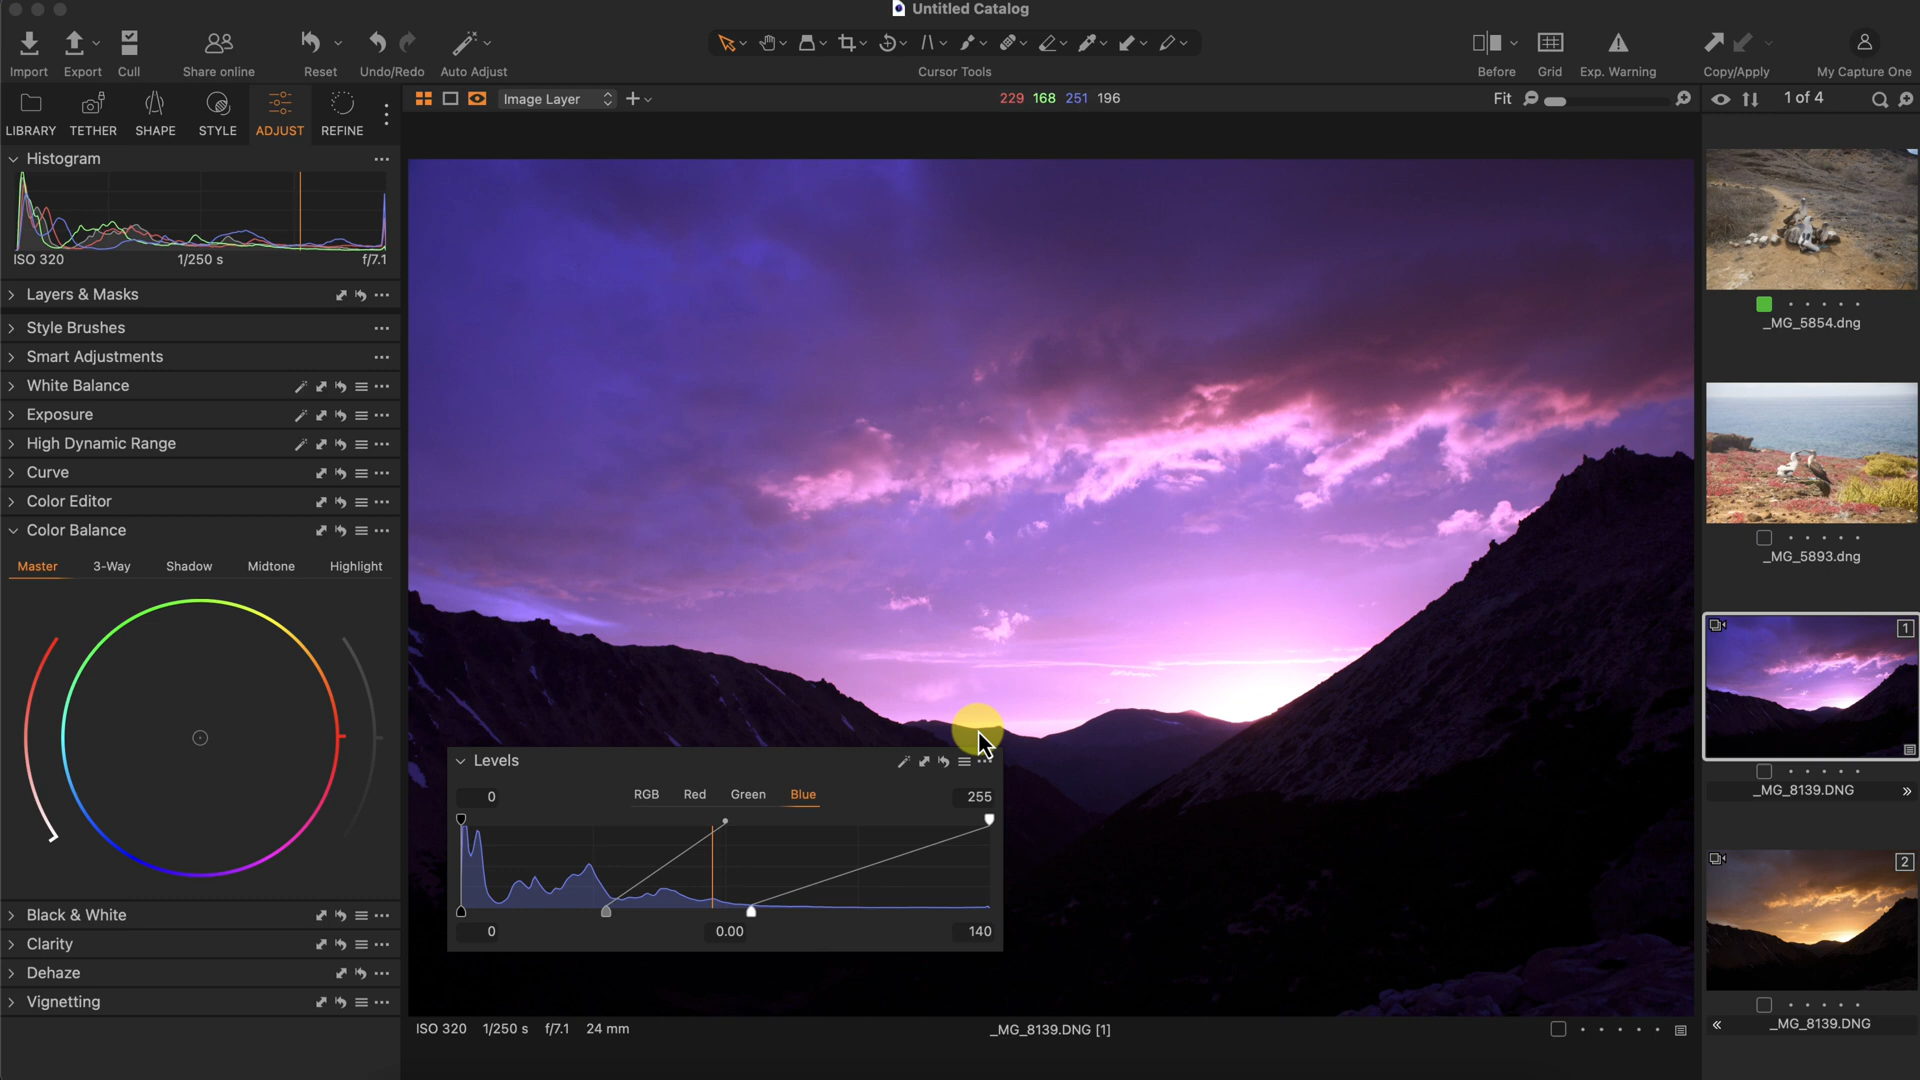 Untitled Catalog
Import Export Cull Share online Reset Undo/Redo Auto Adjust Cursor Tools Before Grid Exp. Warning Copy/Apply My Capture One
LIBRARY TETHER SHAPE STYLE ADJUST REFINE
Image Layer 229 168 251 196 Fit 1 of 4
Histogram
ISO 320 1/250 s f/7.1
Layers & Masks
Style Brushes
Smart Adjustments
White Balance
Exposure
High Dynamic Range
Curve
Color Editor
Color Balance
Master 3-Way Shadow Midtone Highlight
Black & White
Clarity
Dehaze
Vignetting
Levels
0 RGB Red Green Blue 255
0 0.00 140
ISO 320 1/250 s f/7.1 24 mm _MG_8139.DNG [1]
_MG_5854.dng
_MG_5893.dng
1
_MG_8139.DNG »
2
« _MG_8139.DNG